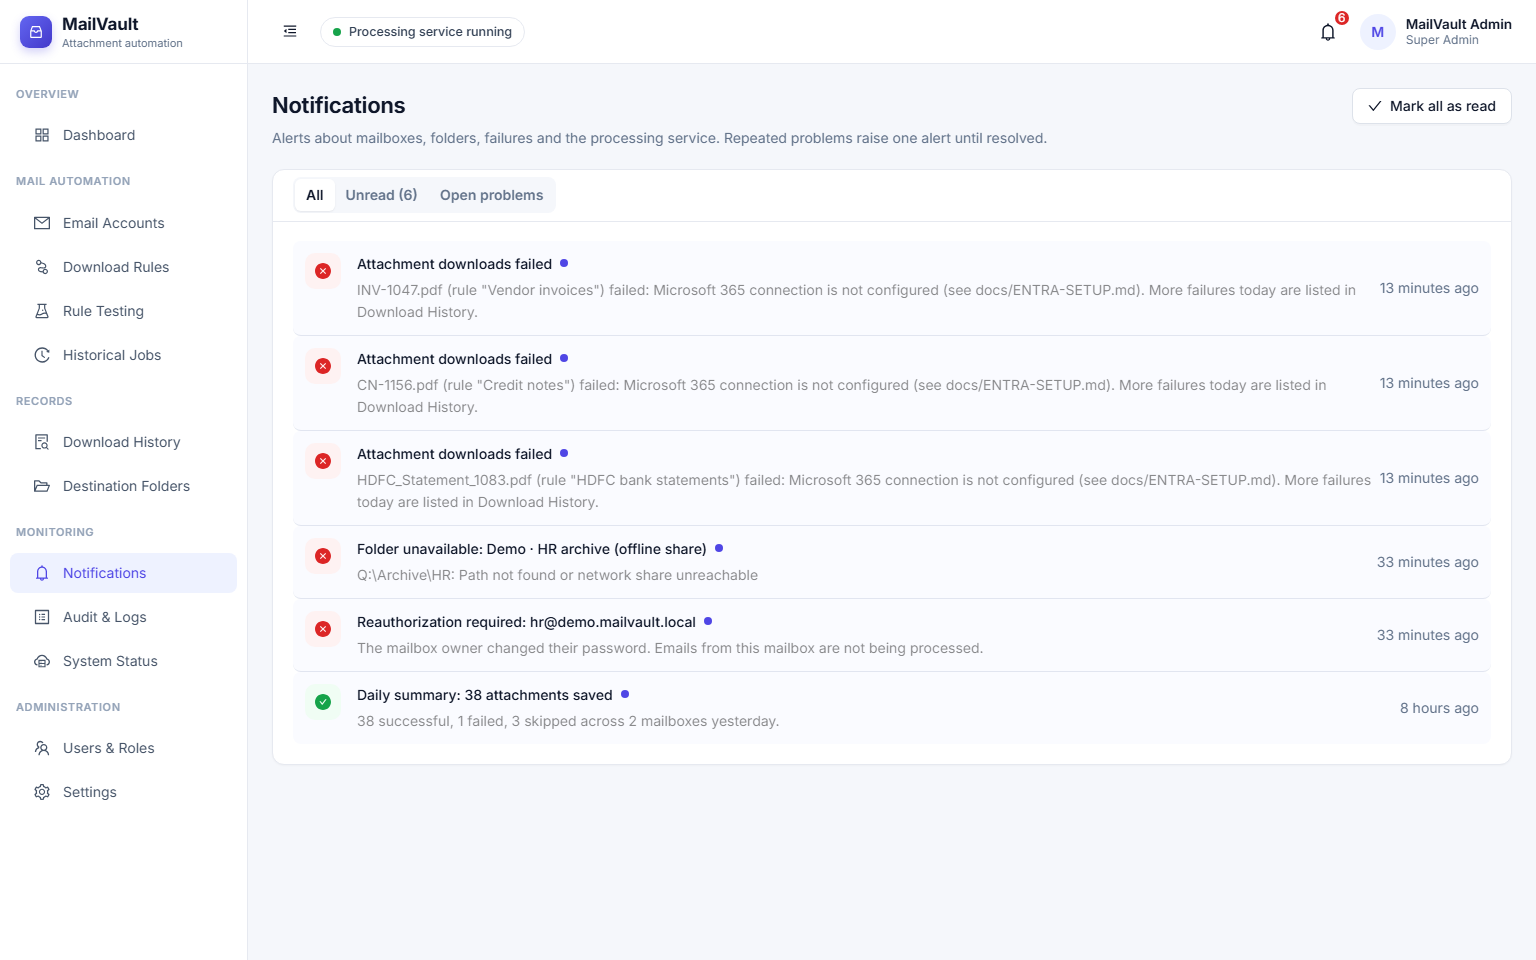 MailVault
Attachment automation
Processing service running
6
M
MailVault Admin
Super Admin
OVERVIEW
Dashboard
MAIL AUTOMATION
Email Accounts
Download Rules
Rule Testing
Historical Jobs
RECORDS
Download History
Destination Folders
MONITORING
Notifications
Audit & Logs
System Status
ADMINISTRATION
Users & Roles
Settings
Notifications
Mark all as read
Alerts about mailboxes, folders, failures and the processing service. Repeated problems raise one alert until resolved.
All
Unread (6)
Open problems
Attachment downloads failed
INV-1047.pdf (rule "Vendor invoices") failed: Microsoft 365 connection is not configured (see docs/ENTRA-SETUP.md). More failures today are listed in
Download History.
13 minutes ago
Attachment downloads failed
CN-1156.pdf (rule "Credit notes") failed: Microsoft 365 connection is not configured (see docs/ENTRA-SETUP.md). More failures today are listed in
Download History.
13 minutes ago
Attachment downloads failed
HDFC_Statement_1083.pdf (rule "HDFC bank statements") failed: Microsoft 365 connection is not configured (see docs/ENTRA-SETUP.md). More failures
today are listed in Download History.
13 minutes ago
Folder unavailable: Demo · HR archive (offline share)
Q:\Archive\HR: Path not found or network share unreachable
33 minutes ago
Reauthorization required: hr@demo.mailvault.local
The mailbox owner changed their password. Emails from this mailbox are not being processed.
33 minutes ago
Daily summary: 38 attachments saved
38 successful, 1 failed, 3 skipped across 2 mailboxes yesterday.
8 hours ago